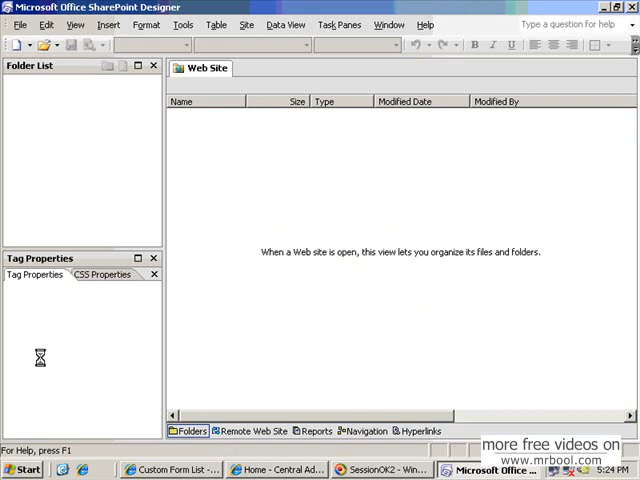 Microsoft Office SharePoint Designer
File Edit View Insert Format Tools Table Site Data View Task Panes Window Help Type a question for help
B I U
Folder List
Web Site
Name Size Type Modified Date Modified By
When a Web site is open, this view lets you organize its files and folders.
Tag Properties
Tag Properties CSS Properties
Folders Remote Web Site Reports Navigation Hyperlinks
For Help, press F1
more free videos on
www.mrbool.com
Start Custom Form List -... Home - Central Ad... SessionOK2 - Win... Microsoft Office ... 5:24 PM